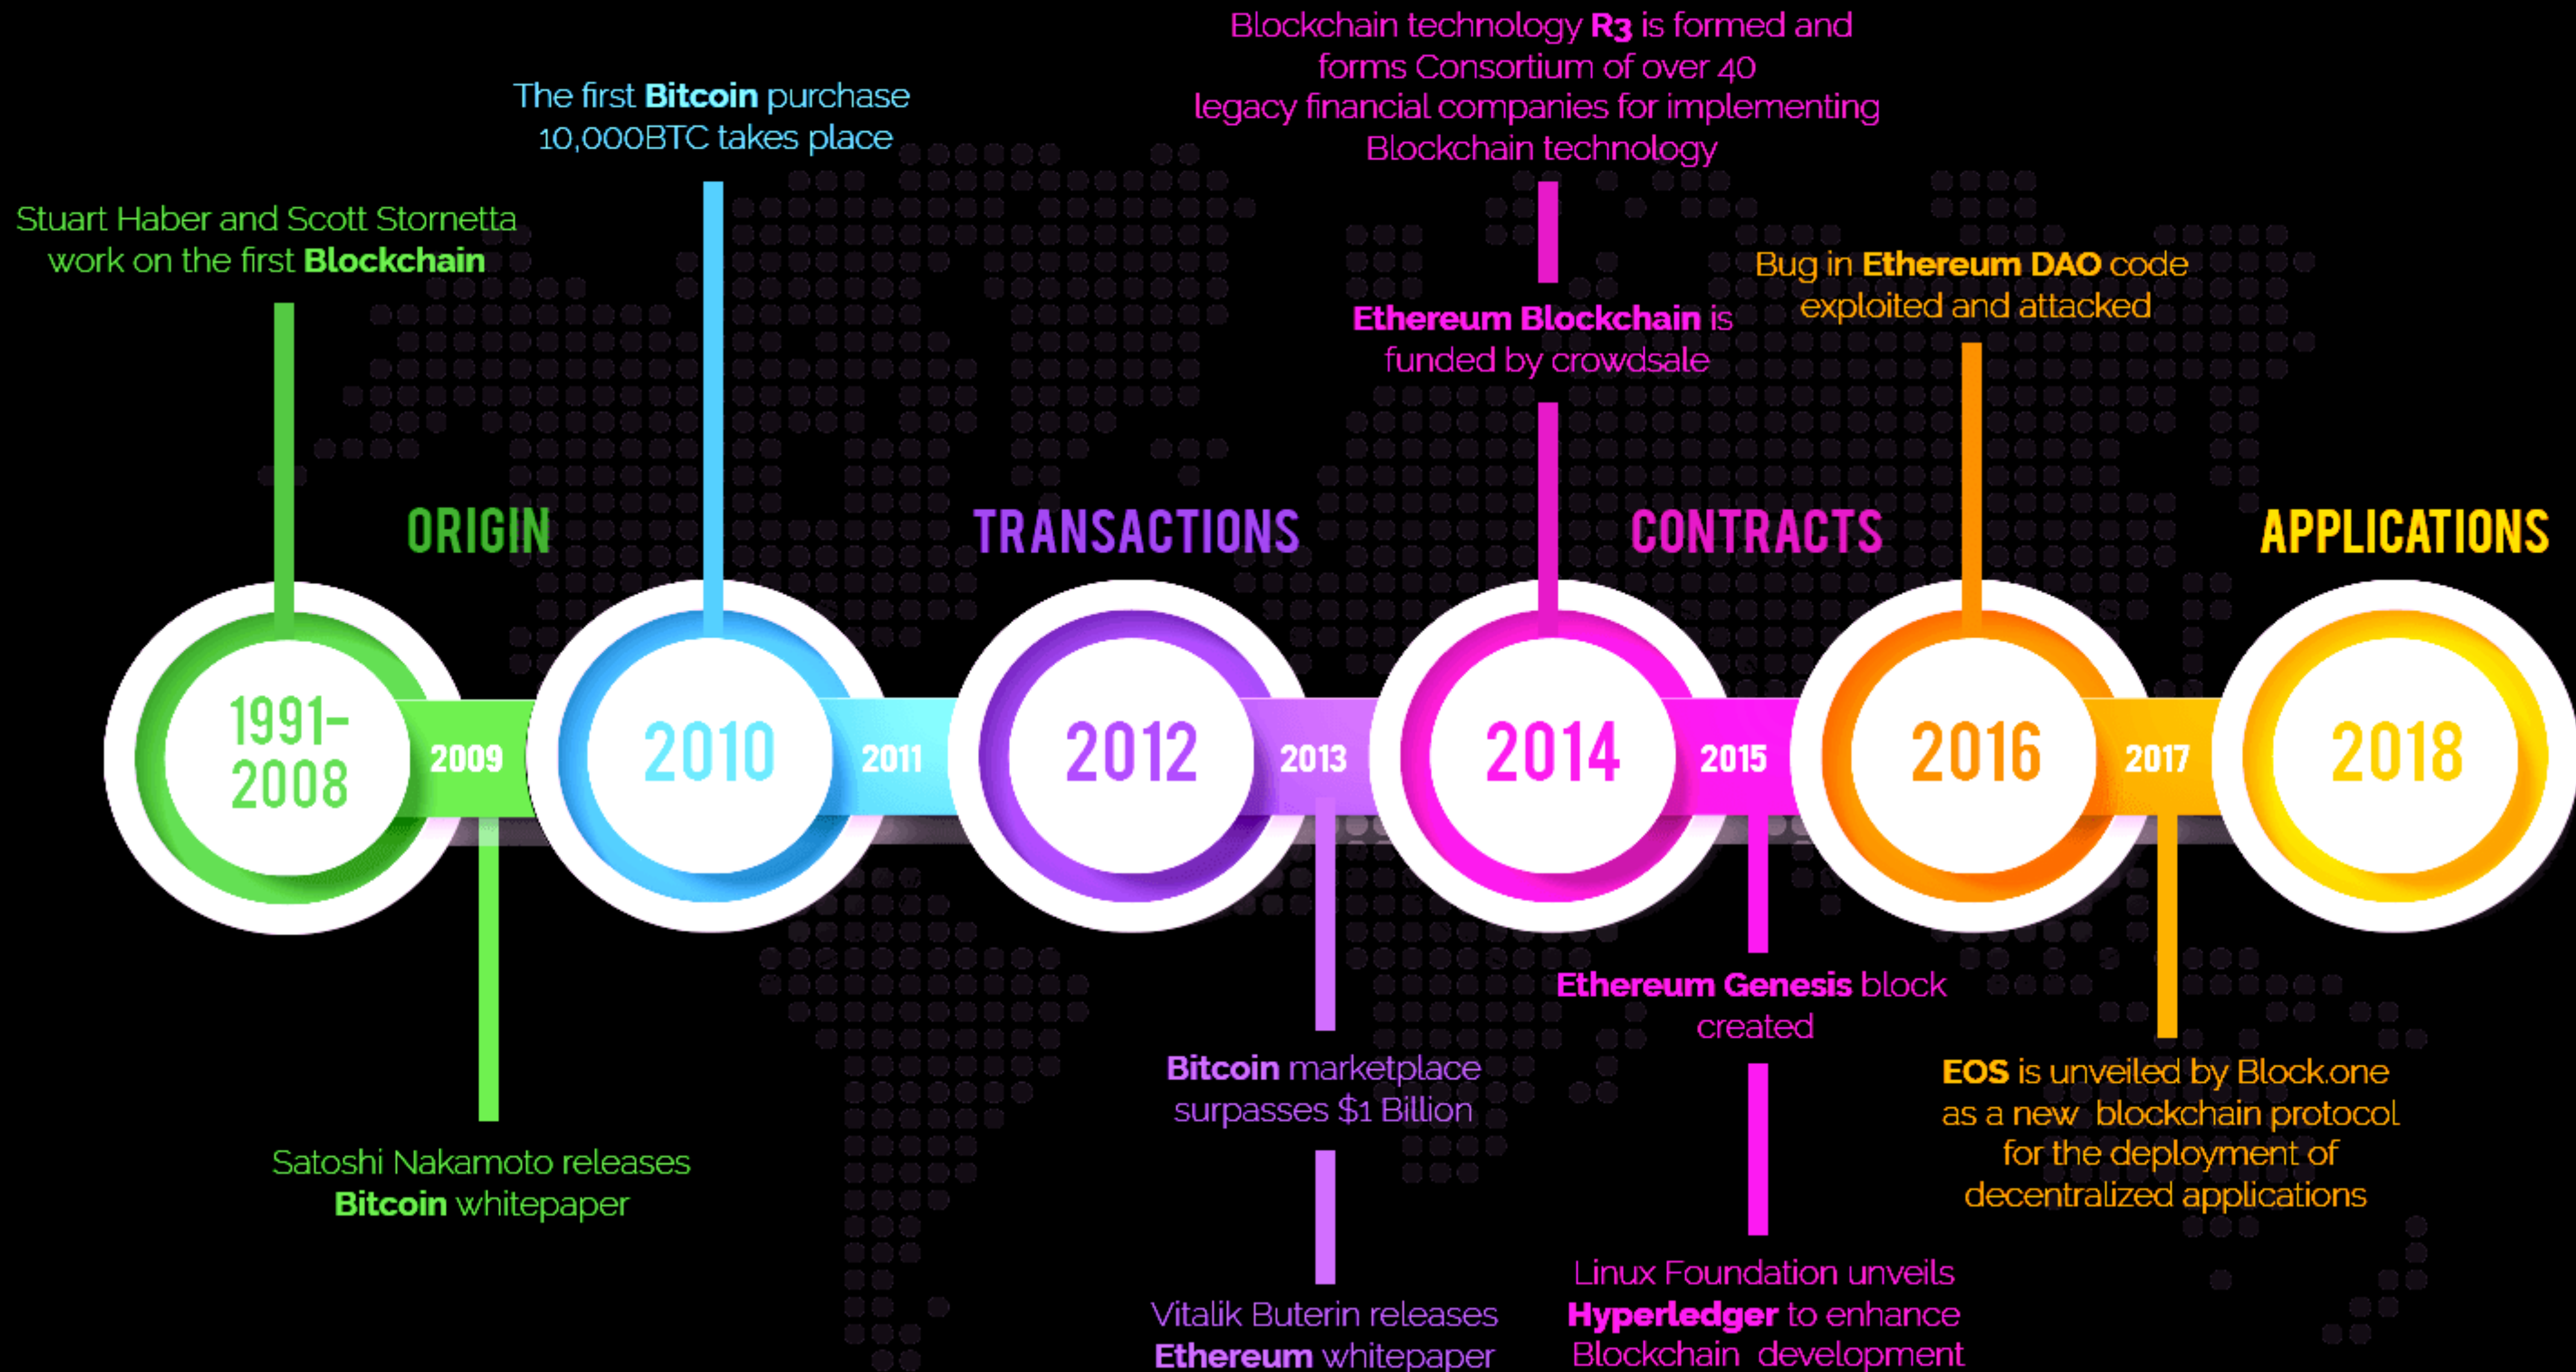 Blockchain technology R3 is formed and
forms Consortium of over 40
legacy financial companies for implementing
Blockchain technology
The first Bitcoin purchase
10,000BTC takes place
Stuart Haber and Scott Stornetta
work on the first Blockchain
Bug in Ethereum DAO code
exploited and attacked
Ethereum Blockchain is
funded by crowdsale
ORIGIN
TRANSACTIONS
CONTRACTS
APPLICATIONS
1991-
2008
2009
2010
2011
2012
2013
2014
2015
2016
2017
2018
Satoshi Nakamoto releases
Bitcoin whitepaper
Bitcoin marketplace
surpasses $1 Billion
Vitalik Buterin releases
Ethereum whitepaper
Ethereum Genesis block
created
Linux Foundation unveils
Hyperledger to enhance
Blockchain development
EOS is unveiled by Block.one
as a new blockchain protocol
for the deployment of
decentralized applications